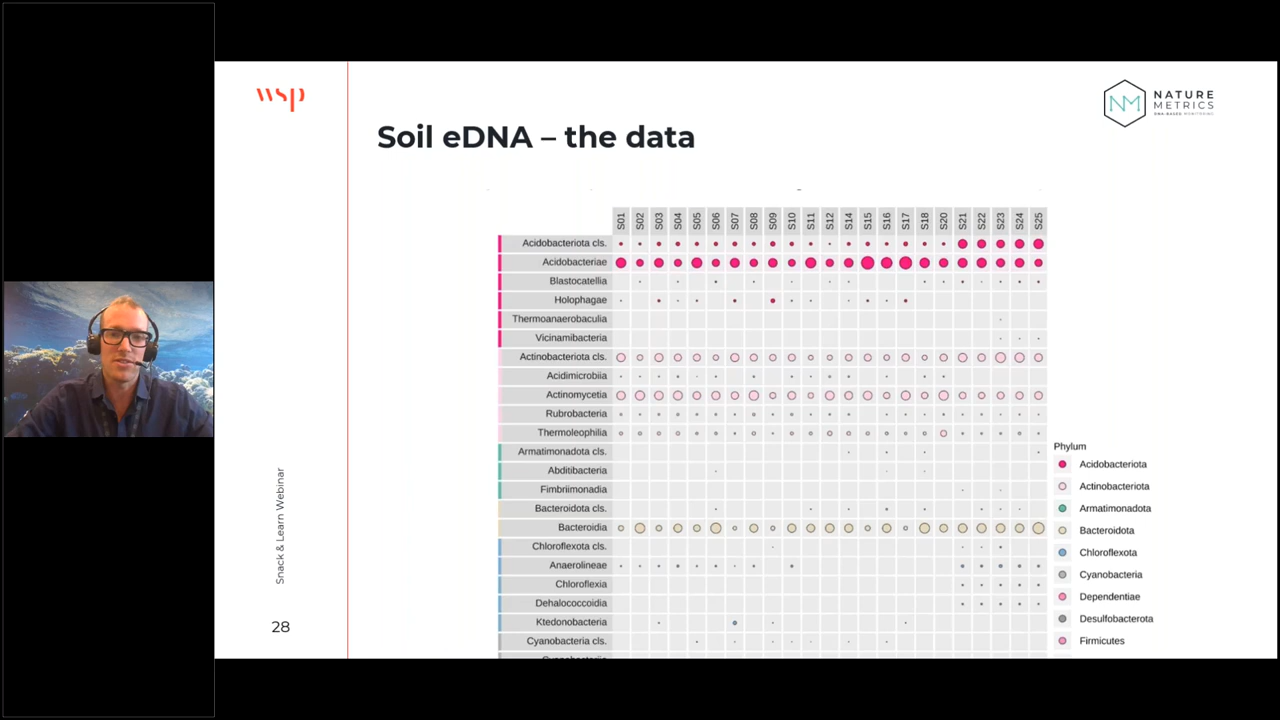 wsp
NATURE
METRICS
DNA-BASED MONITORING
Soil eDNA – the data
S01 S02 S03 S04 S05 S06 S07 S08 S09 S10 S11 S12 S14 S15 S16 S17 S18 S20 S21 S22 S23 S24 S25
Acidobacteriota cls.
Acidobacteriae
Blastocatellia
Holophagae
Thermoanaerobaculia
Vicinamibacteria
Actinobacteriota cls.
Acidimicrobiia
Actinomycetia
Rubrobacteria
Thermoleophilia
Armatimonadota cls.
Abditibacteria
Fimbriimonadia
Bacteroidota cls.
Bacteroidia
Chloroflexota cls.
Anaerolineae
Chloroflexia
Dehalococcoidia
Ktedonobacteria
Cyanobacteria cls.
Phylum
Acidobacteriota
Actinobacteriota
Armatimonadota
Bacteroidota
Chloroflexota
Cyanobacteria
Dependentiae
Desulfobacterota
Firmicutes
Snack & Learn Webinar
28